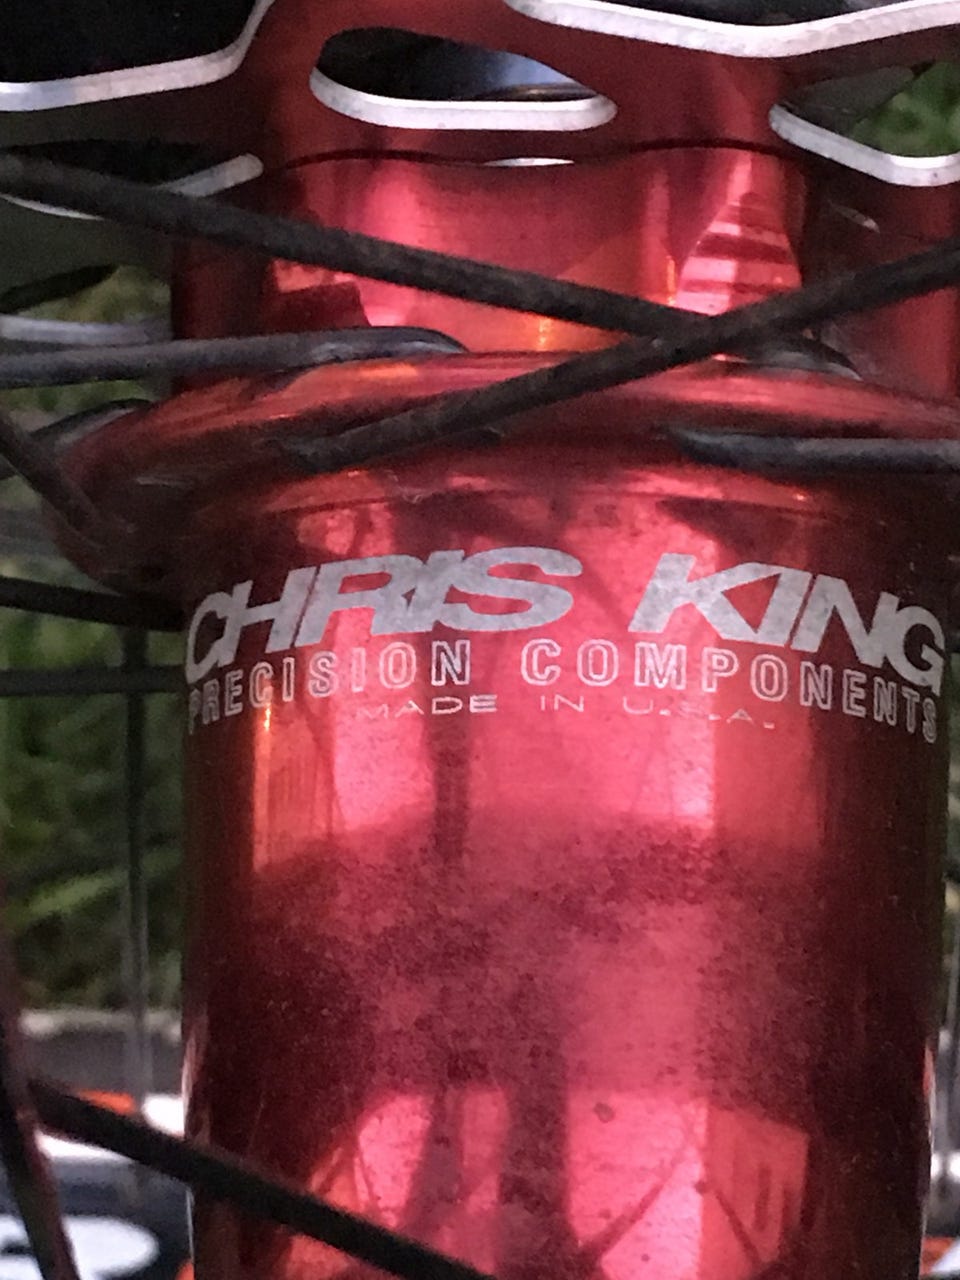 CHRIS KING
PRECISION COMPONENTS
MADE IN U.S.A.